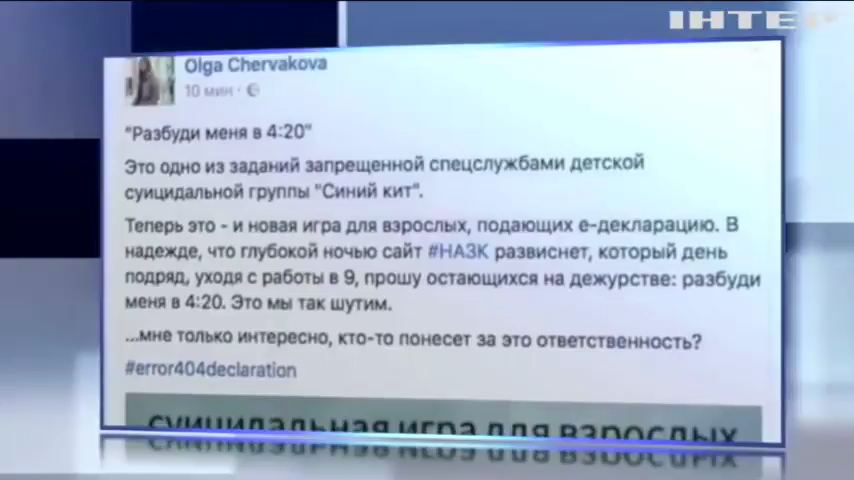 ІНТЕР
Olga Chervakova
10 мин ·
"Разбуди меня в 4:20"
Это одно из заданий запрещенной спецслужбами детской
суицидальной группы "Синий кит".
Теперь это - и новая игра для взрослых, подающих е-декларацию. В
надежде, что глубокой ночью сайт #НАЗК развиснет, который день
подряд, уходя с работы в 9, прошу остающихся на дежурстве: разбуди
меня в 4:20. Это мы так шутим.
...мне только интересно, кто-то понесет за это ответственность?
#error404declaration
суицидальная игра для взрослых